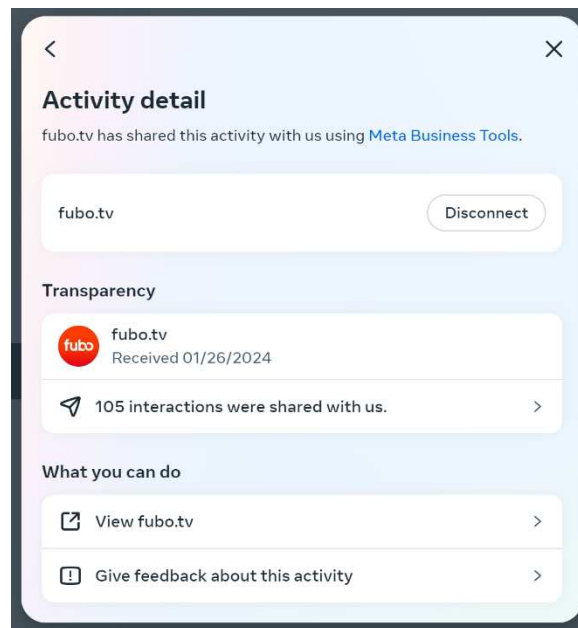 Activity detail
fubo.tv has shared this activity with us using Meta Business Tools.
fubo.tv
Disconnect
Transparency
fubo
fubo.tv
Received 01/26/2024
105 interactions were shared with us.
What you can do
View fubo.tv
Give feedback about this activity